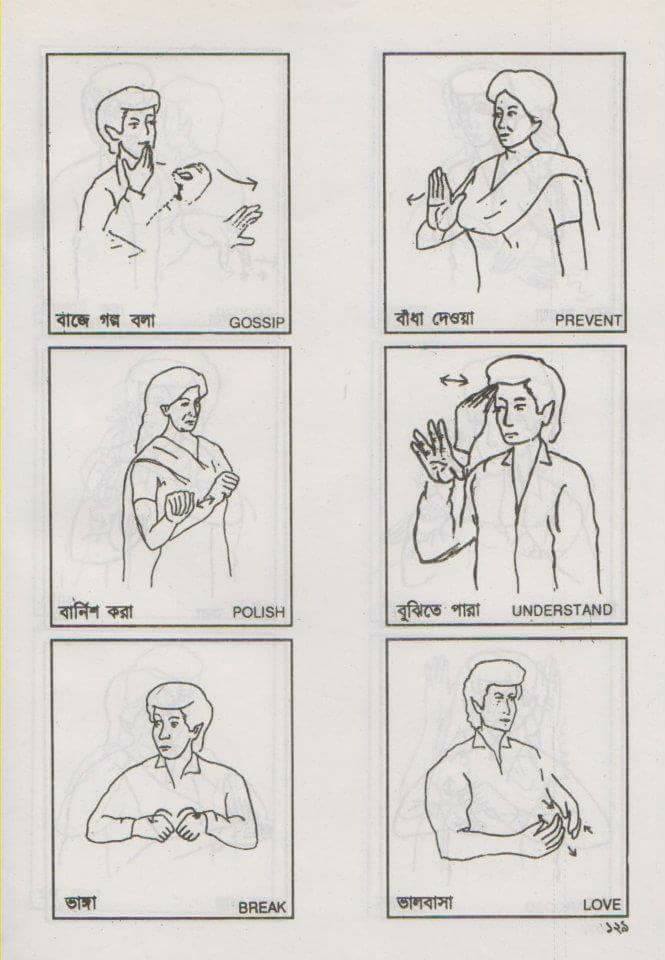 বাজে গল্প বলা GOSSIP
বাঁধা দেওয়া PREVENT
বার্নিশ করা POLISH
বুঝিতে পারা UNDERSTAND
ভাঙ্গা BREAK
ভালবাসা LOVE
১২৯